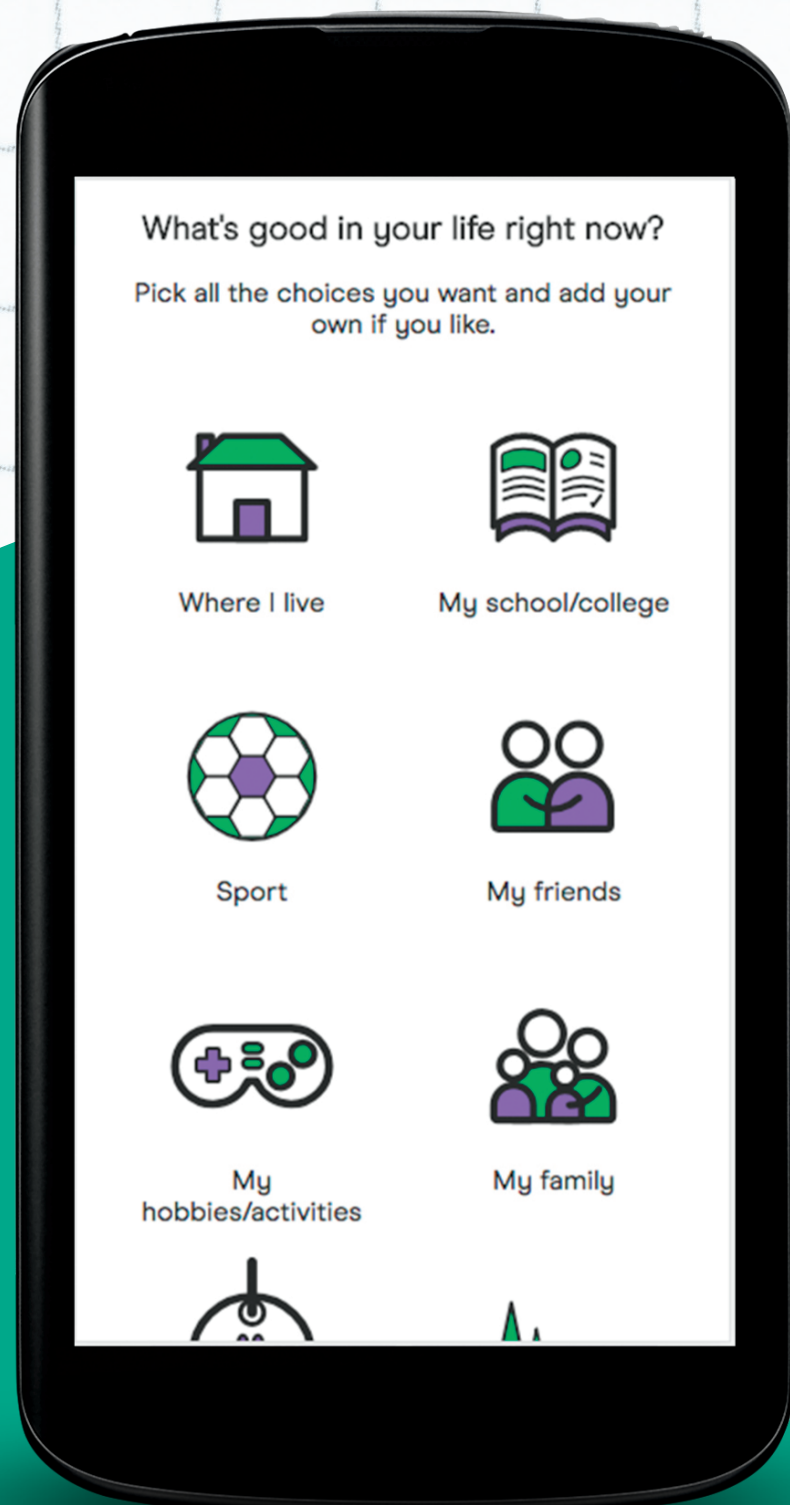 What's good in your life right now?
Pick all the choices you want and add your
own if you like.
Where I live
My school/college
Sport
My friends
My
hobbies/activities
My family